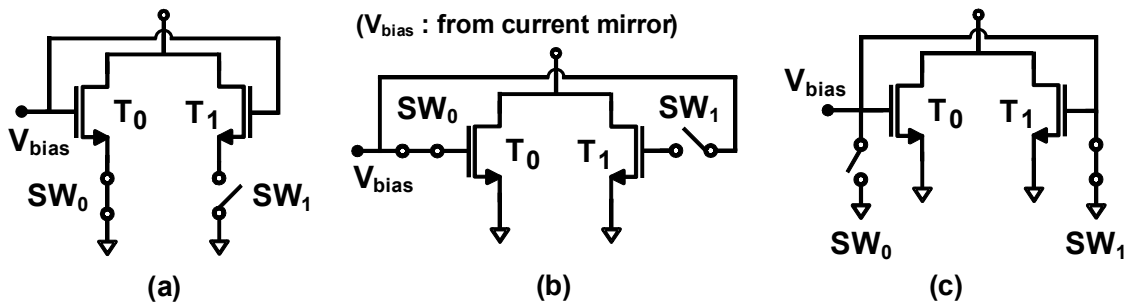 (Vbias : from current mirror)
Vbias
T0
T1
SW0
SW1
(a)
SW0
SW1
Vbias
T0
T1
(b)
Vbias
T0
T1
SW0
SW1
(c)